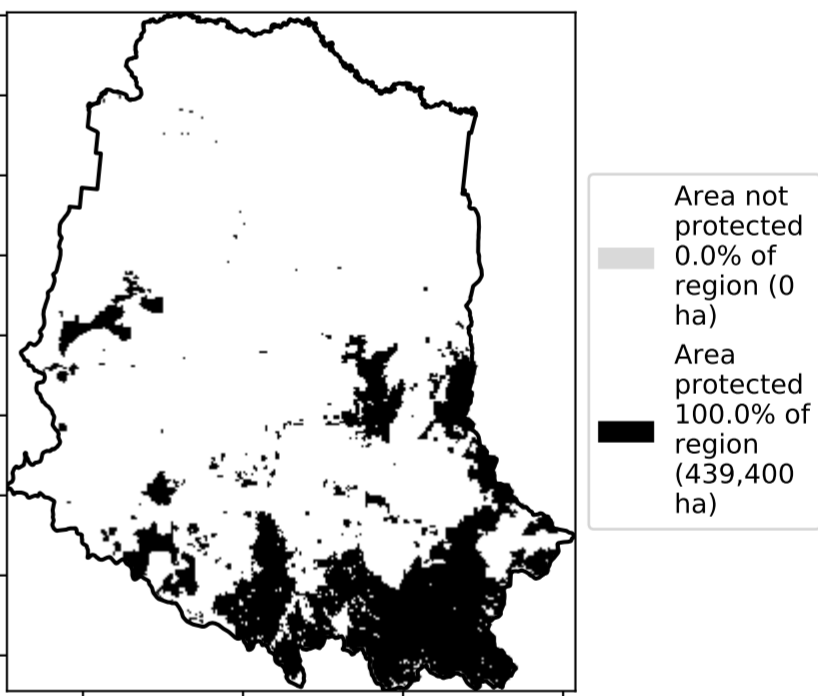 Area not
protected
0.0% of
region (0
ha)
Area
protected
100.0% of
region
(439,400
ha)